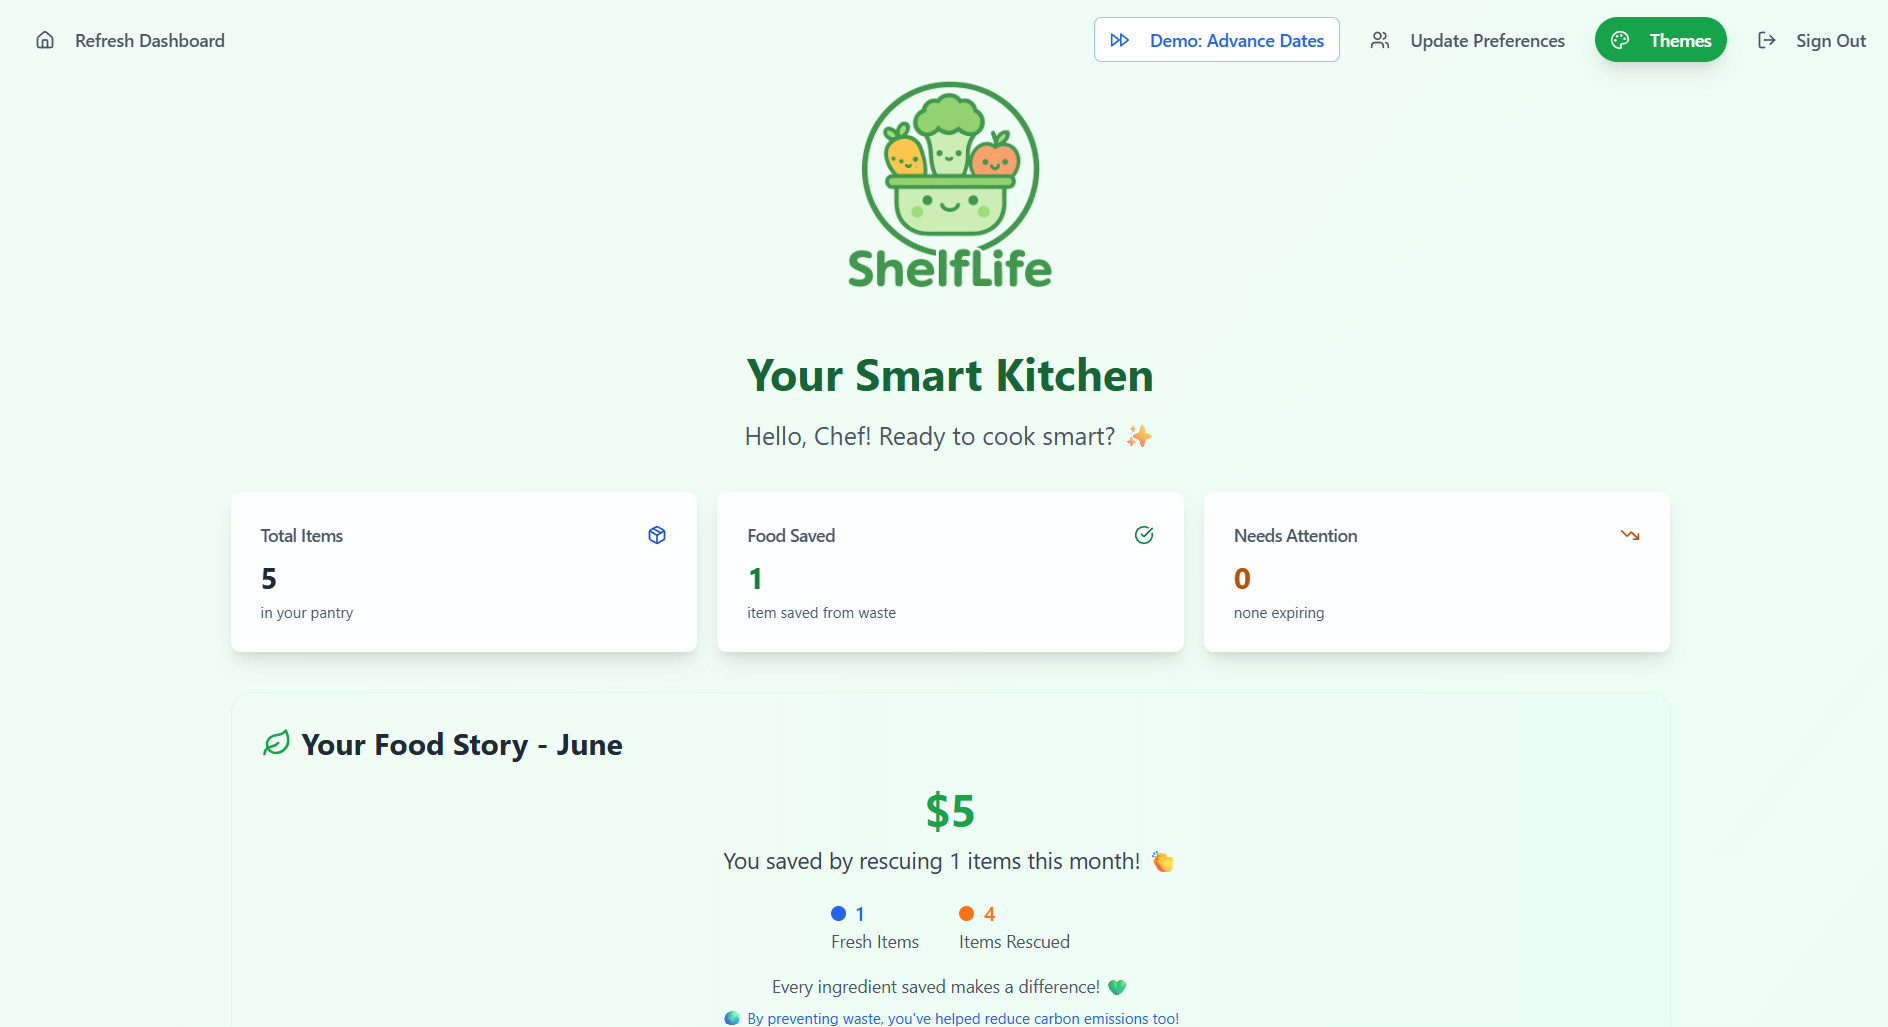 Refresh Dashboard
Demo: Advance Dates
Update Preferences
Themes
Sign Out
ShelfLife
Your Smart Kitchen
Hello, Chef! Ready to cook smart? ✨
Total Items
5
in your pantry
Food Saved
1
item saved from waste
Needs Attention
0
none expiring
Your Food Story - June
$5
You saved by rescuing 1 items this month! 👏
1
Fresh Items
4
Items Rescued
Every ingredient saved makes a difference! 💚
🌍 By preventing waste, you've helped reduce carbon emissions too!